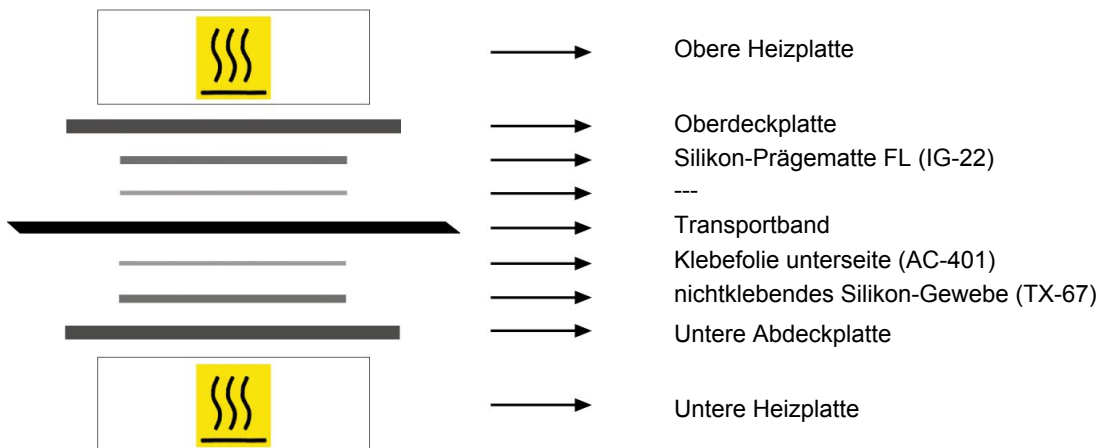 Obere Heizplatte
Oberdeckplatte
Silikon-Prägematte FL (IG-22)
---
Transportband
Klebefolie unterseite (AC-401)
nichtklebendes Silikon-Gewebe (TX-67)
Untere Abdeckplatte
Untere Heizplatte